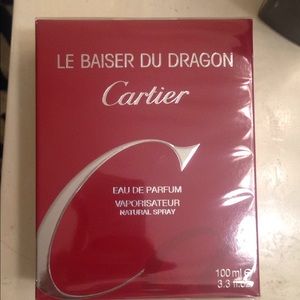 LE BAISER DU DRAGON
Cartier
EAU DE PARFUM
VAPORISATEUR
NATURAL SPRAY
100 ml e
3.3 fl.oz